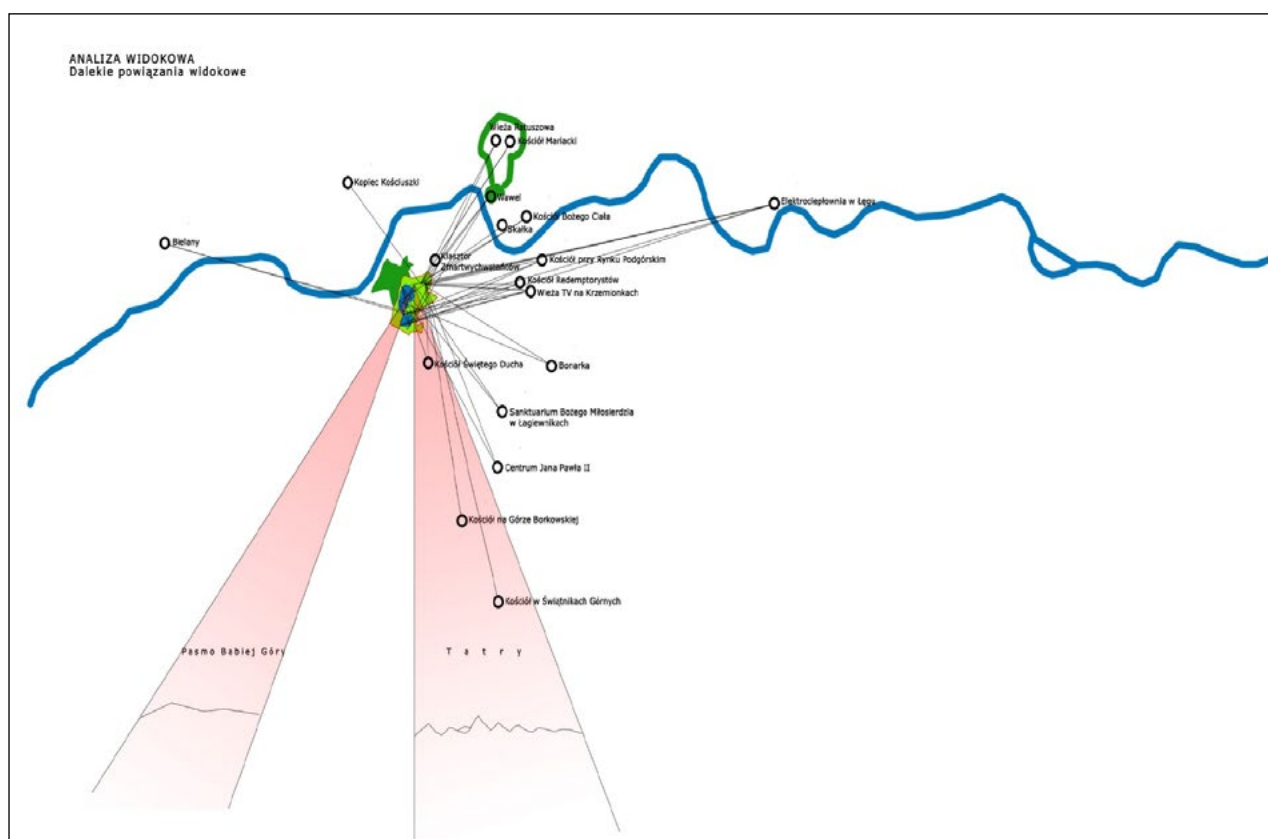 ANALIZA WIDOKOWA
Dalekie powiązania widokowe
Wieża Ratuszowa
Kościół Mariacki
Kopiec Kościuszki
Wawel
Elektrociepłownia w Łęgu
Kościół Bożego Ciała
Skałka
Bielany
Klasztor
Zmartwychwstańców
Kościół przy Rynku Podgórskim
Kościół Redemptorystów
Wieża TV na Krzemionkach
Kościół Świętego Ducha
Bonarka
Sanktuarium Bożego Miłosierdzia
w Łagiewnikach
Centrum Jana Pawła II
Kościół na Górze Borkowskiej
Kościół w Świątnikach Górnych
Pasmo Babiej Góry
T a t r y